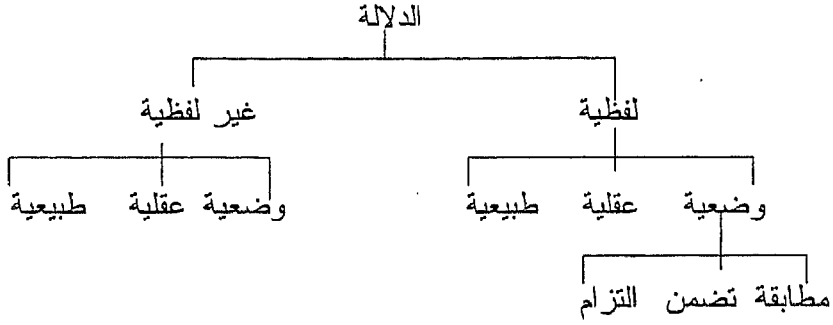 الدلالة
لفظية غير لفظية
وضعية عقلية طبيعية وضعية عقلية طبيعية
مطابقة تضمن التزام